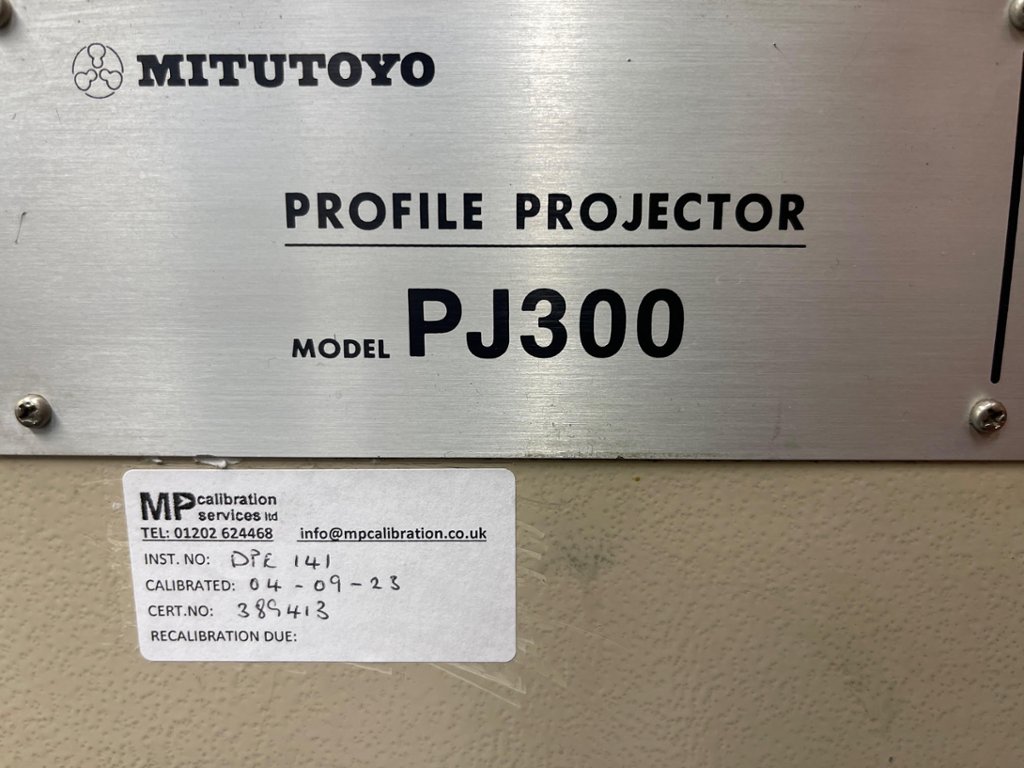 MITUTOYO
PROFILE PROJECTOR
MODEL PJ300
MP calibration
services ltd
TEL: 01202 624468 info@mpcalibration.co.uk
INST. NO: DPE 141
CALIBRATED: 04-09-23
CERT.NO: 389413
RECALIBRATION DUE: